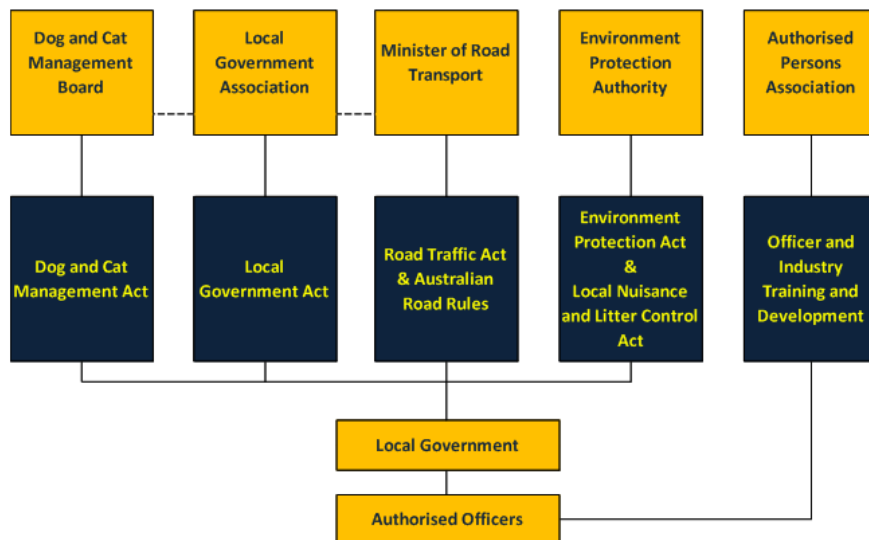 Dog and Cat
Management
Board
Local
Government
Association
Minister of Road
Transport
Environment
Protection
Authority
Authorised
Persons
Association
Dog and Cat
Management Act
Local
Government Act
Road Traffic Act
& Australian
Road Rules
Environment
Protection Act
&
Local Nuisance
and Litter Control
Act
Officer and
Industry
Training and
Development
Local Government
Authorised Officers